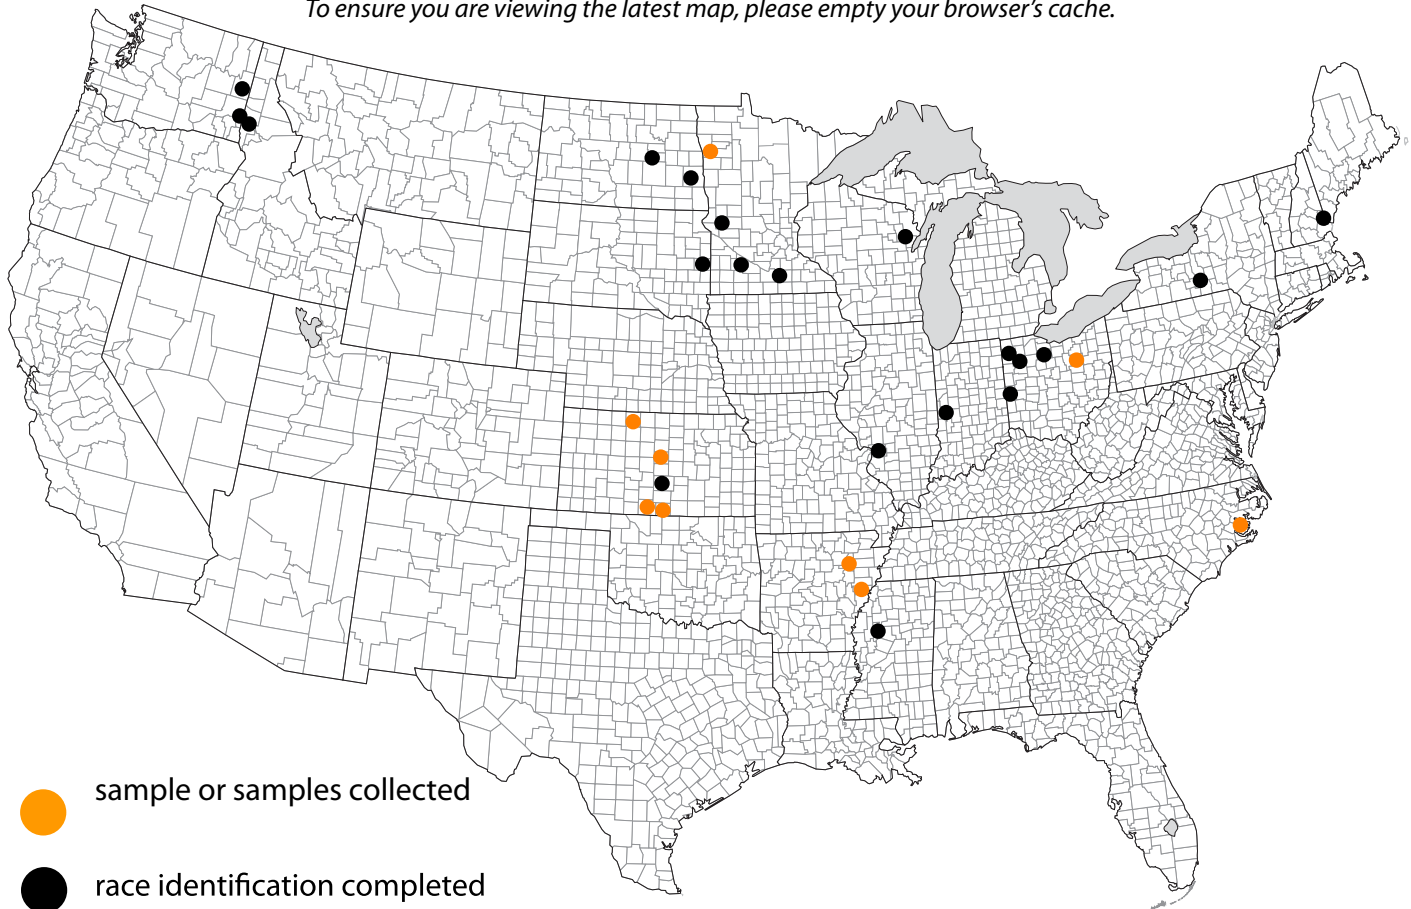 To ensure you are viewing the latest map, please empty your browser’s cache.
sample or samples collected
race identification completed